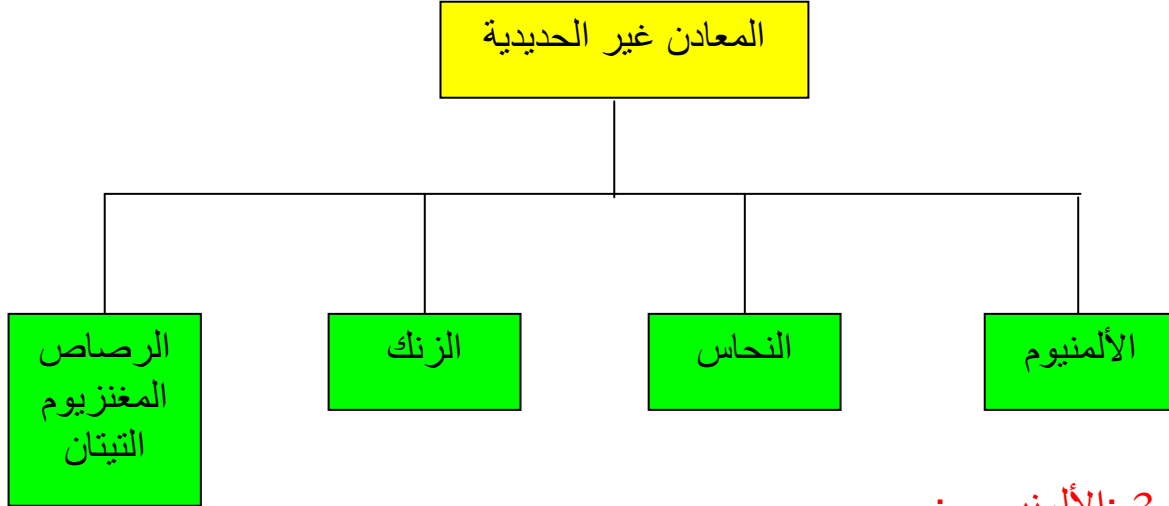 المعادن غير الحديدية
الألمنيوم
النحاس
الزنك
الرصاص
المغنزيوم
التيتان